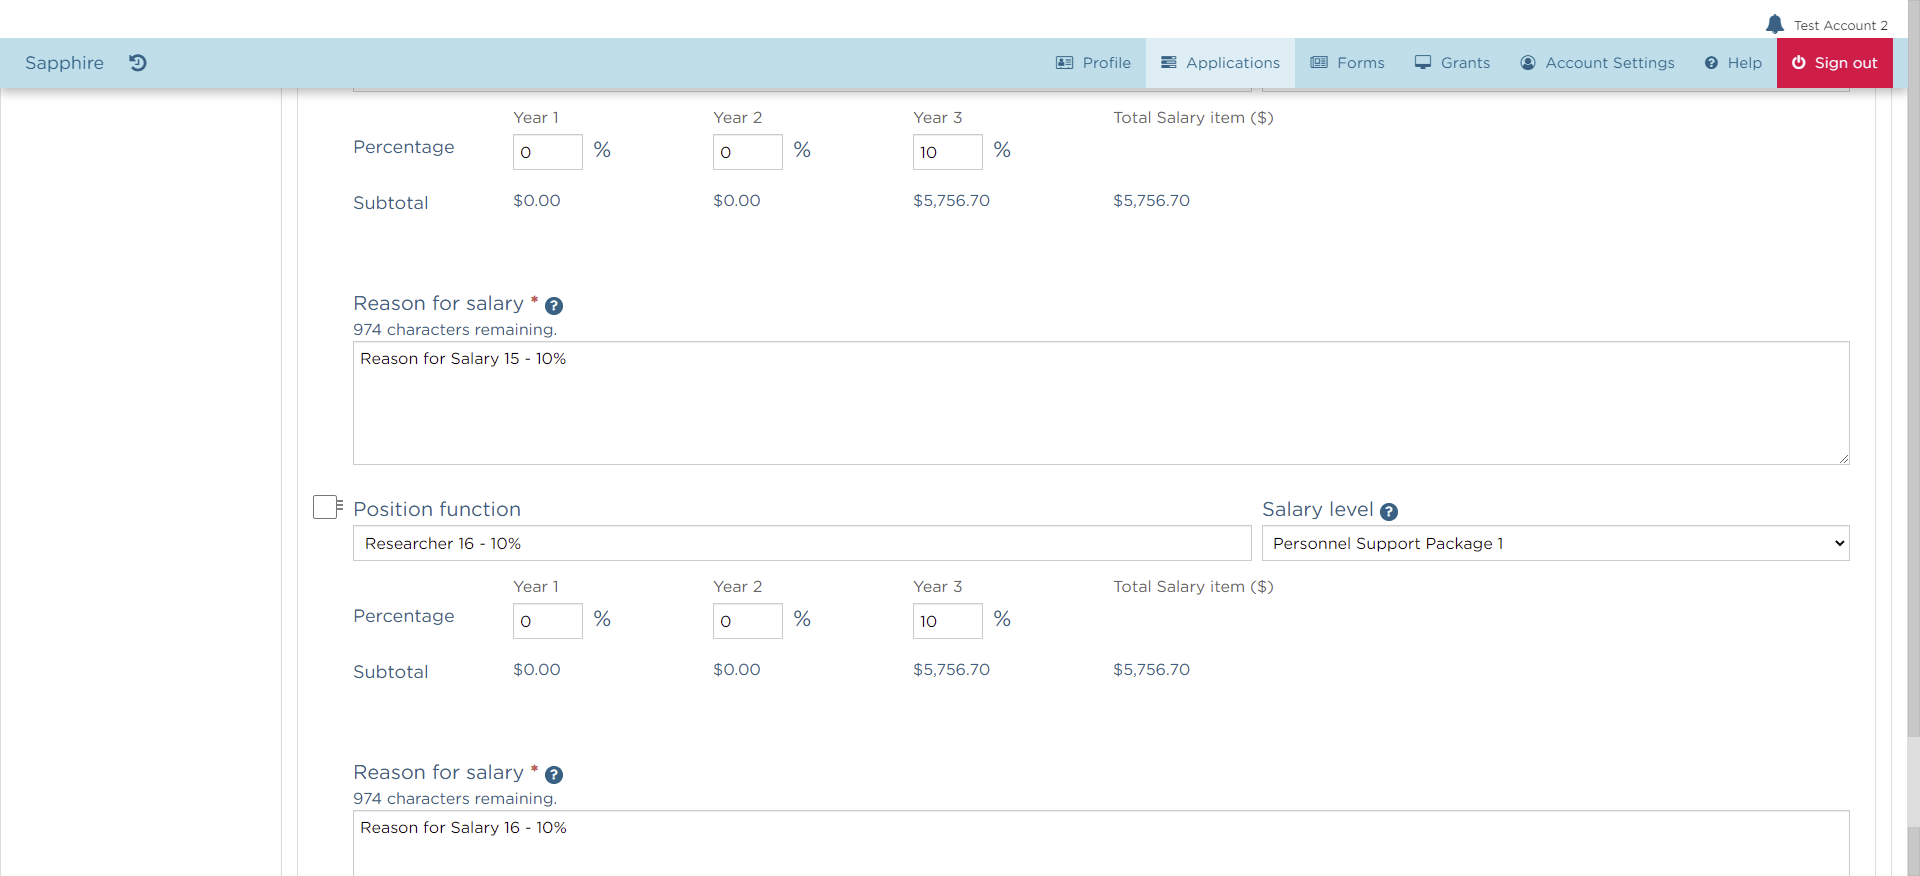 Test Account 2
Sapphire Profile Applications Forms Grants Account Settings Help Sign out
Year 1 Year 2 Year 3 Total Salary item ($)
Percentage 0 % 0 % 10 %
Subtotal $0.00 $0.00 $5,756.70 $5,756.70
Reason for salary * ?
974 characters remaining.
Reason for Salary 15 - 10%
Position function Salary level ?
Researcher 16 - 10% Personnel Support Package 1
Year 1 Year 2 Year 3 Total Salary item ($)
Percentage 0 % 0 % 10 %
Subtotal $0.00 $0.00 $5,756.70 $5,756.70
Reason for salary * ?
974 characters remaining.
Reason for Salary 16 - 10%